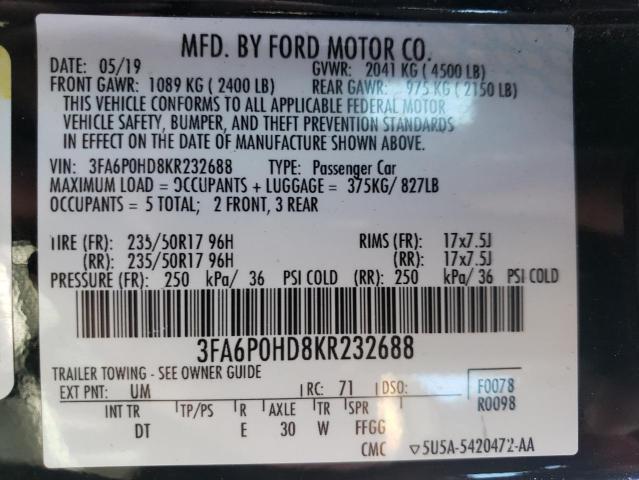 MFD. BY FORD MOTOR CO.
DATE: 05/19 GVWR: 2041 KG ( 4500 LB)
FRONT GAWR: 1089 KG ( 2400 LB) REAR GAWR: 975 KG ( 2150 LB)
THIS VEHICLE CONFORMS TO ALL APPLICABLE FEDERAL MOTOR
VEHICLE SAFETY, BUMPER, AND THEFT PREVENTION STANDARDS
IN EFFECT ON THE DATE OF MANUFACTURE SHOWN ABOVE.
VIN: 3FA6P0HD8KR232688 TYPE: Passenger Car
MAXIMUM LOAD = OCCUPANTS + LUGGAGE = 375KG/ 827LB
OCCUPANTS = 5 TOTAL; 2 FRONT, 3 REAR
TIRE (FR): 235/50R17 96H RIMS (FR): 17x7.5J
(RR): 235/50R17 96H (RR): 17x7.5J
PRESSURE (FR): 250 kPa/ 36 PSI COLD (RR): 250 kPa/ 36 PSI COLD
3FA6P0HD8KR232688
TRAILER TOWING - SEE OWNER GUIDE
EXT PNT: UM RC: 71 DSO: F0078
R0098
INT TR TP/PS R AXLE TR SPR
DT E 30 W FFGG
CMC ▽5U5A-5420472-AA